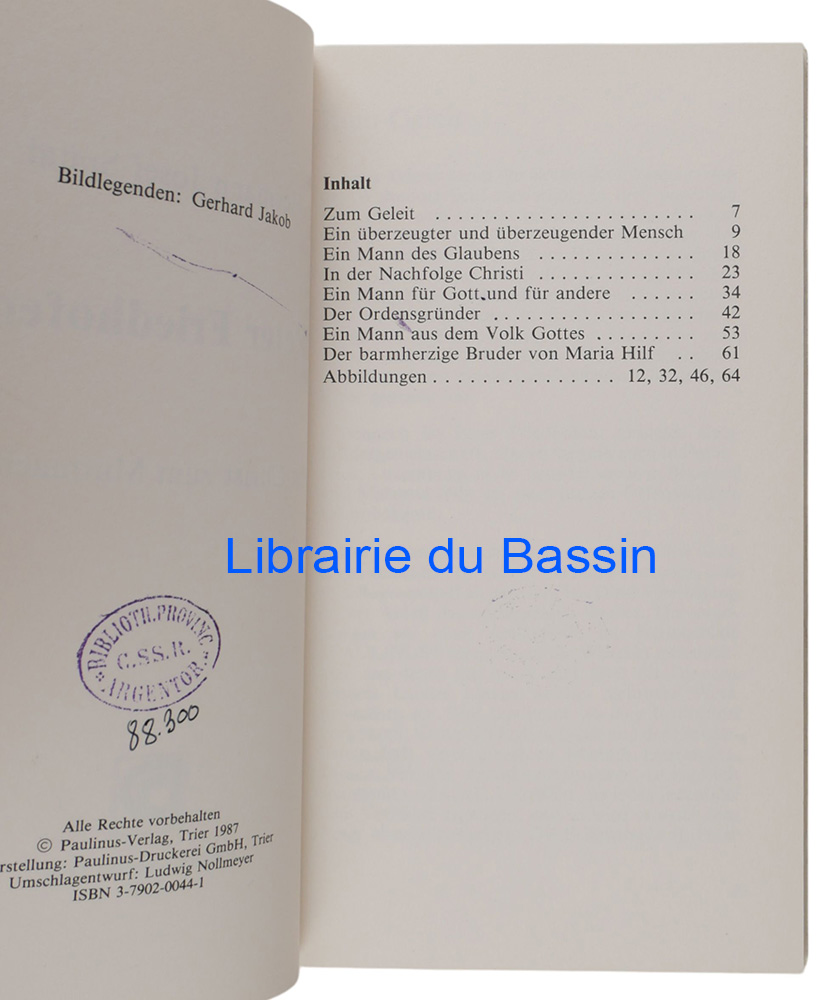 Bildlegenden: Gerhard Jakob
BIBLIOTH. PROVINC.
C.SS.R.
ARGENTOR.
88.300
Alle Rechte vorbehalten
© Paulinus-Verlag, Trier 1987
rstellung: Paulinus-Druckerei GmbH, Trier
Umschlagentwurf: Ludwig Nollmeyer
ISBN 3-7902-0044-1
Inhalt
Zum Geleit . . . . . . . . . . . . . . . . . . . . . . . 7
Ein überzeugter und überzeugender Mensch 9
Ein Mann des Glaubens . . . . . . . . . . . . . . 18
In der Nachfolge Christi . . . . . . . . . . . . . . 23
Ein Mann für Gott und für andere . . . . . . 34
Der Ordensgründer . . . . . . . . . . . . . . . . . . 42
Ein Mann aus dem Volk Gottes . . . . . . . . . 53
Der barmherzige Bruder von Maria Hilf . . 61
Abbildungen . . . . . . . . . . . . . . . . 12, 32, 46, 64
Librairie du Bassin